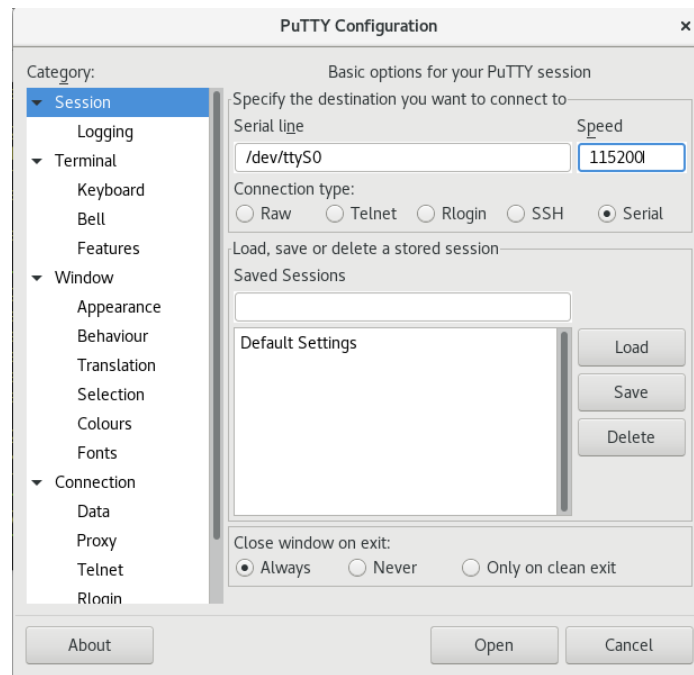 PuTTY Configuration
×
Category:
Session
Logging
Terminal
Keyboard
Bell
Features
Window
Appearance
Behaviour
Translation
Selection
Colours
Fonts
Connection
Data
Proxy
Telnet
Rlogin
Basic options for your PuTTY session
Specify the destination you want to connect to
Serial line Speed
/dev/ttyS0 115200
Connection type:
Raw Telnet Rlogin SSH Serial
Load, save or delete a stored session
Saved Sessions
Default Settings
Load
Save
Delete
Close window on exit:
Always Never Only on clean exit
About Open Cancel